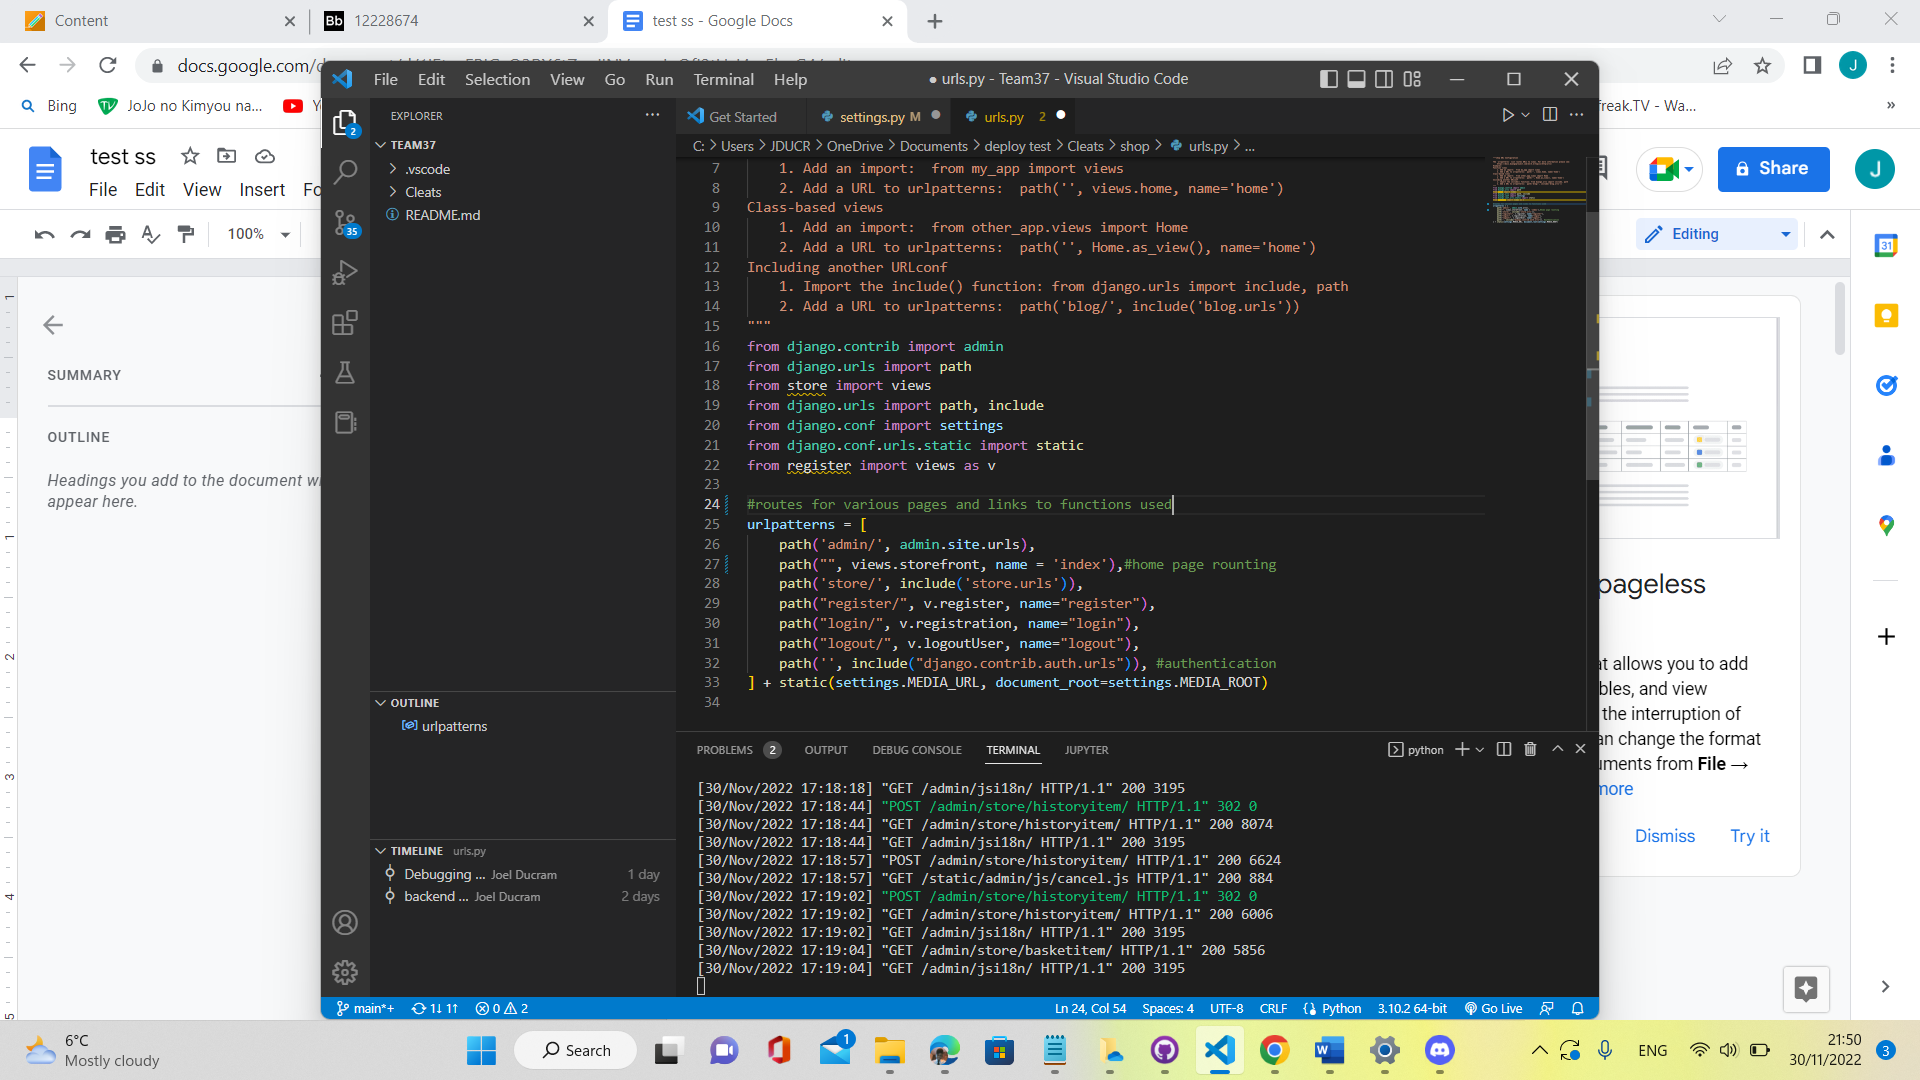 Content
12228674
test ss - Google Docs
docs.google.com/
Bing
JoJo no Kimyou na...
freak.TV - Wa...
»
test ss
File Edit View Insert
Share
J
100%
Editing
SUMMARY
OUTLINE
Headings you add to the document
appear here.
pageless
at allows you to add
bles, and view
the interruption of
an change the format
uments from File →
more
Dismiss Try it
File Edit Selection View Go Run Terminal Help
● urls.py - Team37 - Visual Studio Code
EXPLORER
TEAM37
.vscode
Cleats
README.md
2
35
Get Started
settings.py M
urls.py 2
C: > Users > JDUCR > OneDrive > Documents > deploy test > Cleats > shop > urls.py > ...
7 1. Add an import:  from my_app import views
8 2. Add a URL to urlpatterns:  path('', views.home, name='home')
9 Class-based views
10 1. Add an import:  from other_app.views import Home
11 2. Add a URL to urlpatterns:  path('', Home.as_view(), name='home')
12 Including another URLconf
13 1. Import the include() function: from django.urls import include, path
14 2. Add a URL to urlpatterns:  path('blog/', include('blog.urls'))
15 """
16 from django.contrib import admin
17 from django.urls import path
18 from store import views
19 from django.urls import path, include
20 from django.conf import settings
21 from django.conf.urls.static import static
22 from register import views as v
23
24 #routes for various pages and links to functions used
25 urlpatterns = [
26 path('admin/', admin.site.urls),
27 path("", views.storefront, name = 'index'),#home page rounting
28 path('store/', include('store.urls')),
29 path("register/", v.register, name="register"),
30 path("login/", v.registration, name="login"),
31 path("logout/", v.logoutUser, name="logout"),
32 path('', include("django.contrib.auth.urls")), #authentication
33 ] + static(settings.MEDIA_URL, document_root=settings.MEDIA_ROOT)
34
OUTLINE
urlpatterns
TIMELINE urls.py
Debugging ... Joel Ducram 1 day
backend ... Joel Ducram 2 days
PROBLEMS 2 OUTPUT DEBUG CONSOLE TERMINAL JUPYTER
python
[30/Nov/2022 17:18:18] "GET /admin/jsi18n/ HTTP/1.1" 200 3195
[30/Nov/2022 17:18:44] "POST /admin/store/historyitem/ HTTP/1.1" 302 0
[30/Nov/2022 17:18:44] "GET /admin/store/historyitem/ HTTP/1.1" 200 8074
[30/Nov/2022 17:18:44] "GET /admin/jsi18n/ HTTP/1.1" 200 3195
[30/Nov/2022 17:18:57] "POST /admin/store/historyitem/ HTTP/1.1" 200 6624
[30/Nov/2022 17:18:57] "GET /static/admin/js/cancel.js HTTP/1.1" 200 884
[30/Nov/2022 17:19:02] "POST /admin/store/historyitem/ HTTP/1.1" 302 0
[30/Nov/2022 17:19:02] "GET /admin/store/historyitem/ HTTP/1.1" 200 6006
[30/Nov/2022 17:19:02] "GET /admin/jsi18n/ HTTP/1.1" 200 3195
[30/Nov/2022 17:19:04] "GET /admin/store/basketitem/ HTTP/1.1" 200 5856
[30/Nov/2022 17:19:04] "GET /admin/jsi18n/ HTTP/1.1" 200 3195
main*+ 1↓ 1↑ 0 2
Ln 24, Col 54 Spaces: 4 UTF-8 CRLF Python 3.10.2 64-bit Go Live
6°C
Mostly cloudy
Search
1
ENG
21:50
30/11/2022
3